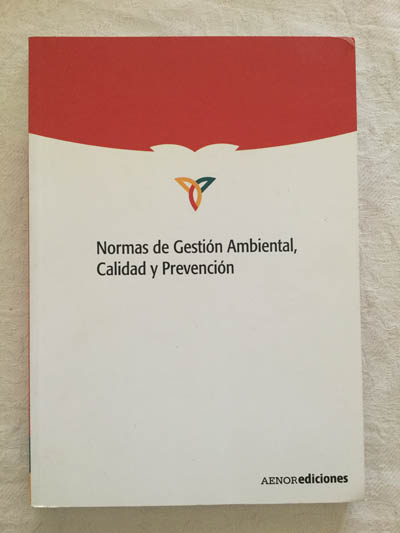 Normas de Gestión Ambiental,
Calidad y Prevención
AENORediciones